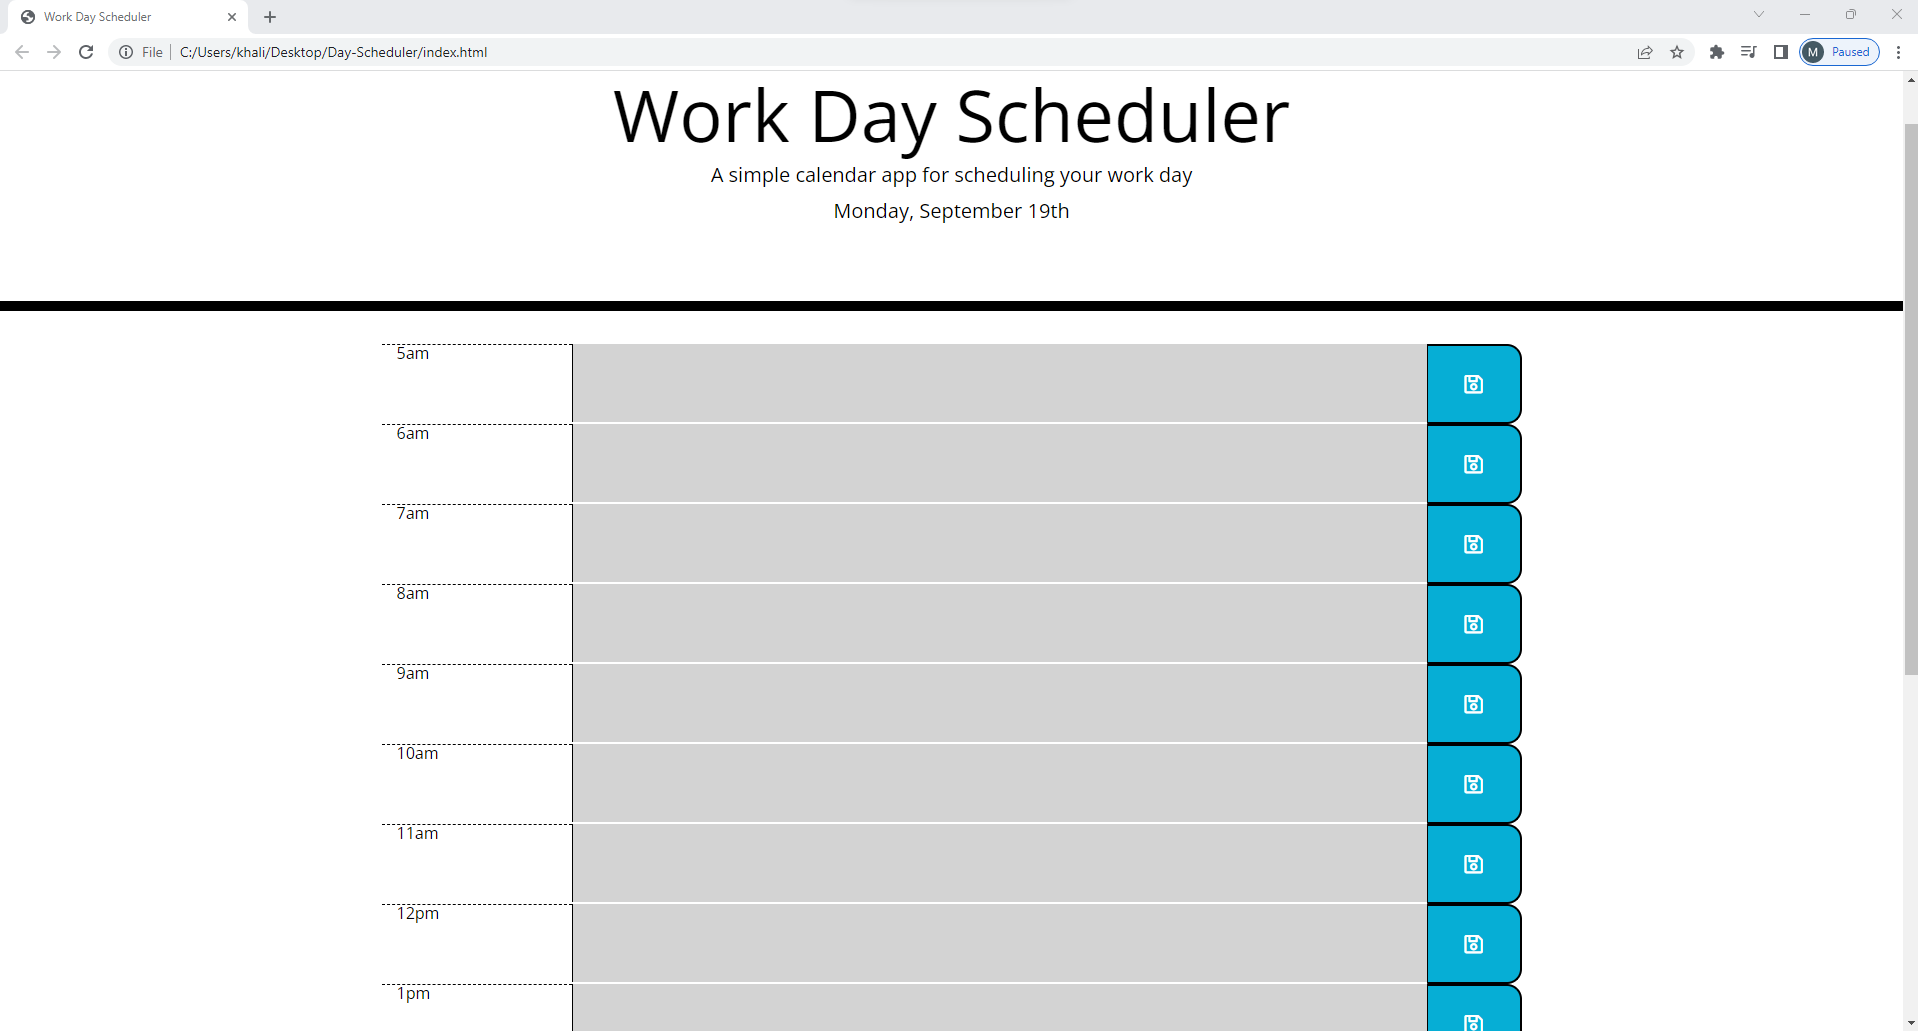 Work Day Scheduler
File C:/Users/khali/Desktop/Day-Scheduler/index.html
M Paused
Work Day Scheduler
A simple calendar app for scheduling your work day
Monday, September 19th
5am
6am
7am
8am
9am
10am
11am
12pm
1pm